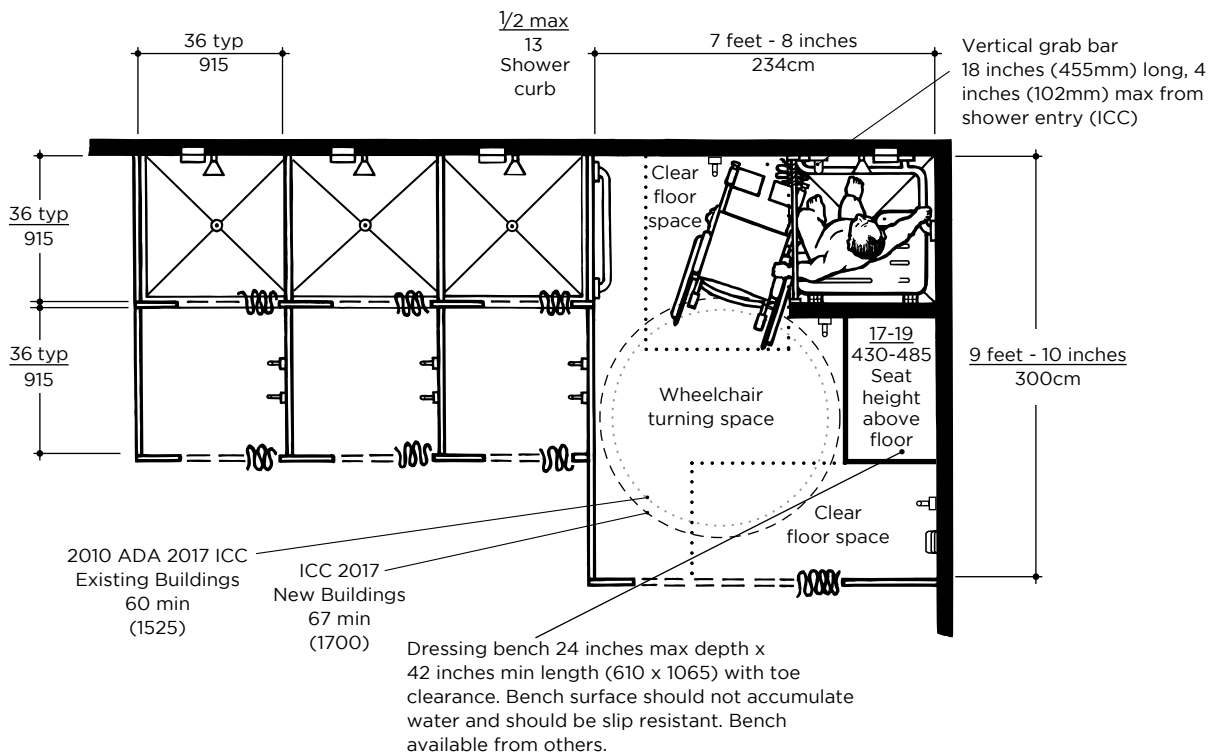 36 typ
915
1/2 max
13
Shower
curb
7 feet - 8 inches
234cm
Vertical grab bar
18 inches (455mm) long, 4
inches (102mm) max from
shower entry (ICC)
36 typ
915
Clear
floor
space
36 typ
915
17-19
430-485
Seat
height
above
floor
9 feet - 10 inches
300cm
Wheelchair
turning space
Clear
floor space
2010 ADA 2017 ICC
Existing Buildings
60 min
(1525)
ICC 2017
New Buildings
67 min
(1700)
Dressing bench 24 inches max depth x
42 inches min length (610 x 1065) with toe
clearance. Bench surface should not accumulate
water and should be slip resistant. Bench
available from others.